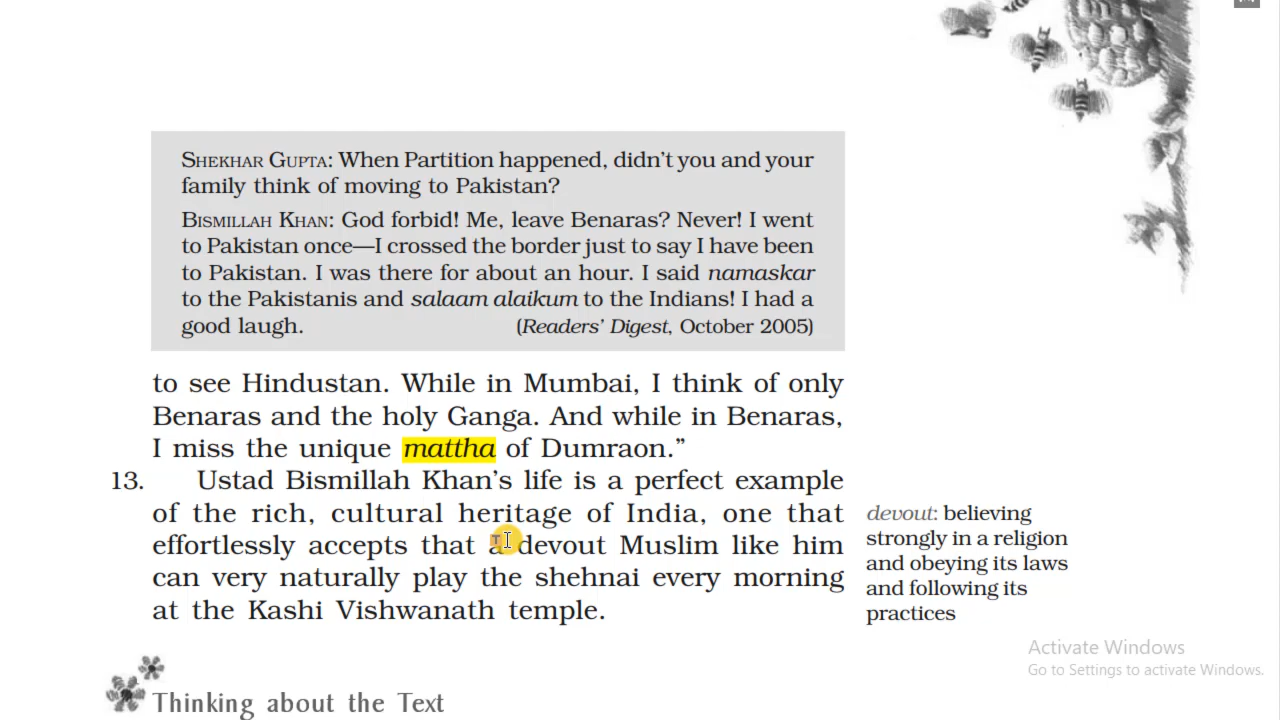 SHEKHAR GUPTA: When Partition happened, didn't you and your
family think of moving to Pakistan?
BISMILLAH KHAN: God forbid! Me, leave Benaras? Never! I went
to Pakistan once—I crossed the border just to say I have been
to Pakistan. I was there for about an hour. I said namaskar
to the Pakistanis and salaam alaikum to the Indians! I had a
good laugh. (Readers' Digest, October 2005)
to see Hindustan. While in Mumbai, I think of only
Benaras and the holy Ganga. And while in Benaras,
I miss the unique mattha of Dumraon."
13. Ustad Bismillah Khan's life is a perfect example
of the rich, cultural heritage of India, one that
effortlessly accepts that a devout Muslim like him
can very naturally play the shehnai every morning
at the Kashi Vishwanath temple.
devout: believing
strongly in a religion
and obeying its laws
and following its
practices
Activate Windows
Go to Settings to activate Windows.
Thinking about the Text